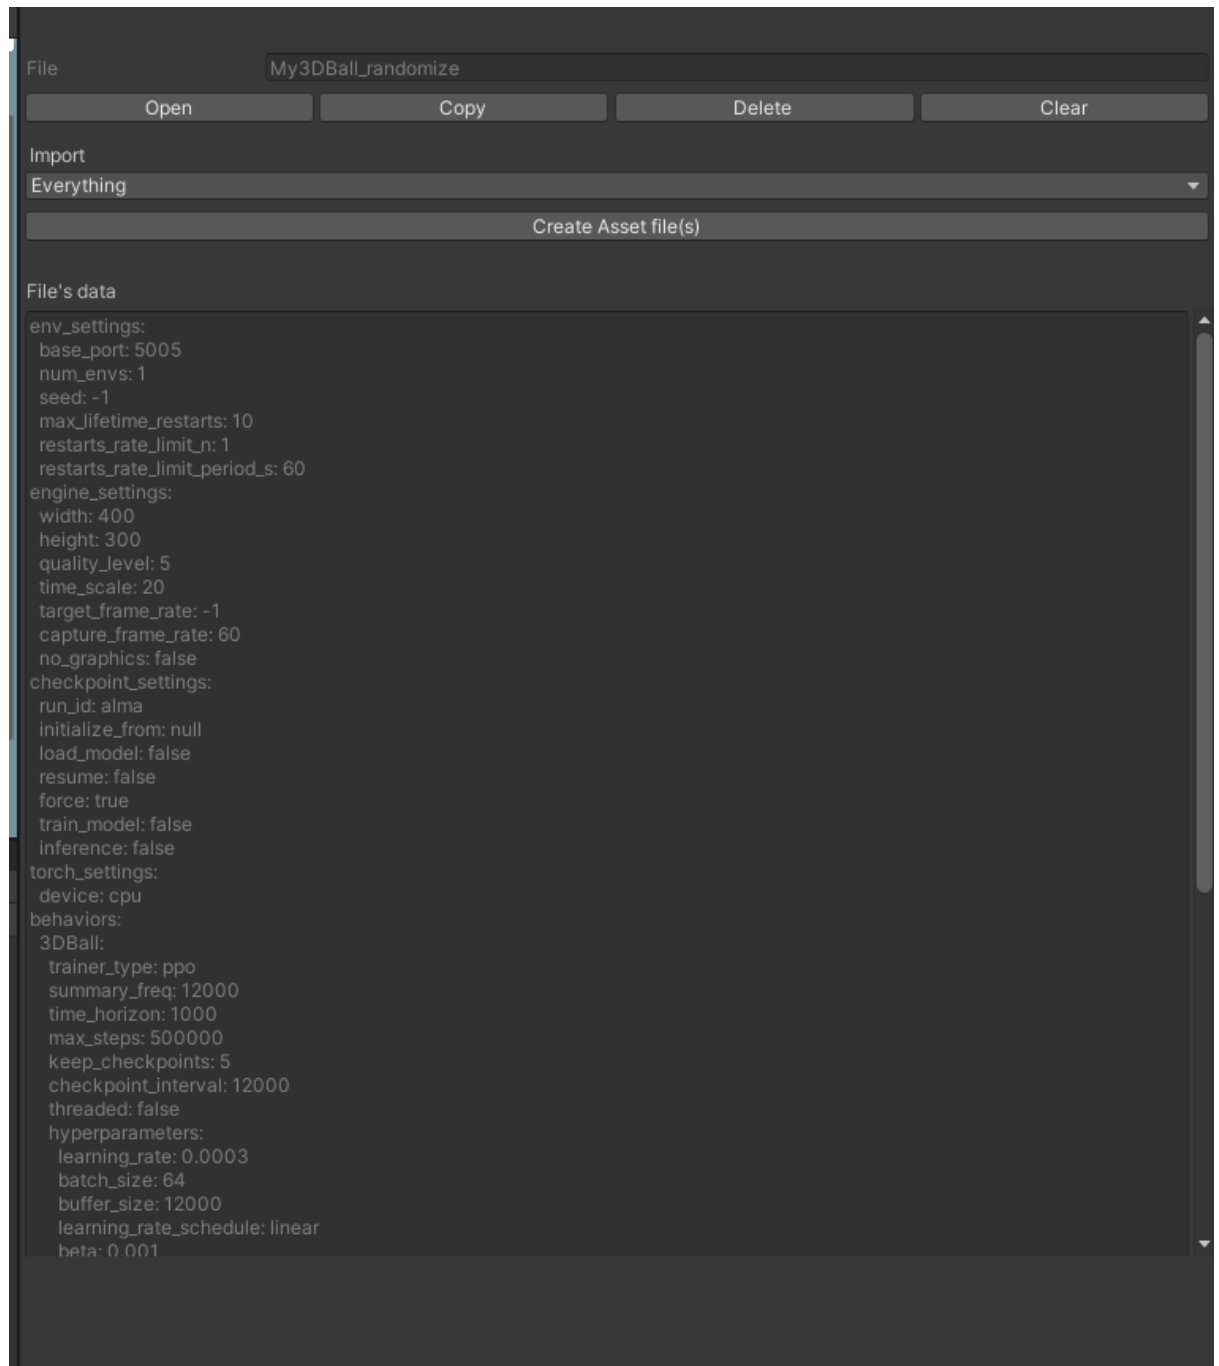 File My3DBall_randomize
Open Copy Delete Clear
Import
Everything
Create Asset file(s)
File's data
env_settings:
base_port: 5005
num_envs: 1
seed: -1
max_lifetime_restarts: 10
restarts_rate_limit_n: 1
restarts_rate_limit_period_s: 60
engine_settings:
width: 400
height: 300
quality_level: 5
time_scale: 20
target_frame_rate: -1
capture_frame_rate: 60
no_graphics: false
checkpoint_settings:
run_id: alma
initialize_from: null
load_model: false
resume: false
force: true
train_model: false
inference: false
torch_settings:
device: cpu
behaviors:
3DBall:
trainer_type: ppo
summary_freq: 12000
time_horizon: 1000
max_steps: 500000
keep_checkpoints: 5
checkpoint_interval: 12000
threaded: false
hyperparameters:
learning_rate: 0.0003
batch_size: 64
buffer_size: 12000
learning_rate_schedule: linear
beta: 0.001